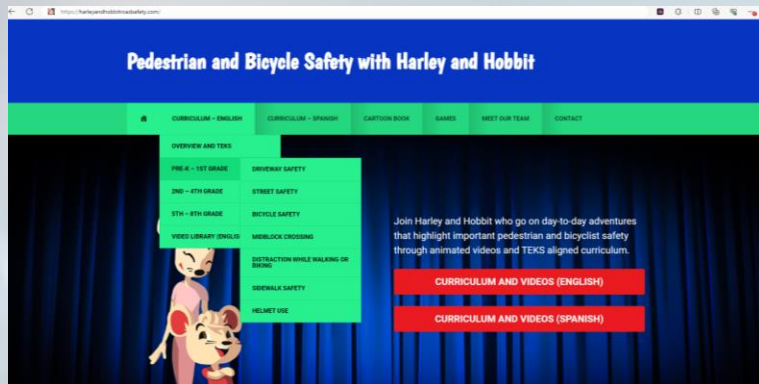 https://harleyandhobbitroadsafety.com/
Pedestrian and Bicycle Safety with Harley and Hobbit
CURRICULUM – ENGLISH
CURRICULUM – SPANISH
CARTOON BOOK
GAMES
MEET OUR TEAM
CONTACT
OVERVIEW AND TEKS
PRE-K – 1ST GRADE
2ND – 4TH GRADE
5TH – 8TH GRADE
VIDEO LIBRARY (ENGLIS
DRIVEWAY SAFETY
STREET SAFETY
BICYCLE SAFETY
MIDBLOCK CROSSING
DISTRACTION WHILE WALKING OR
BIKING
SIDEWALK SAFETY
HELMET USE
Join Harley and Hobbit who go on day-to-day adventures
that highlight important pedestrian and bicyclist safety
through animated videos and TEKS aligned curriculum.
CURRICULUM AND VIDEOS (ENGLISH)
CURRICULUM AND VIDEOS (SPANISH)